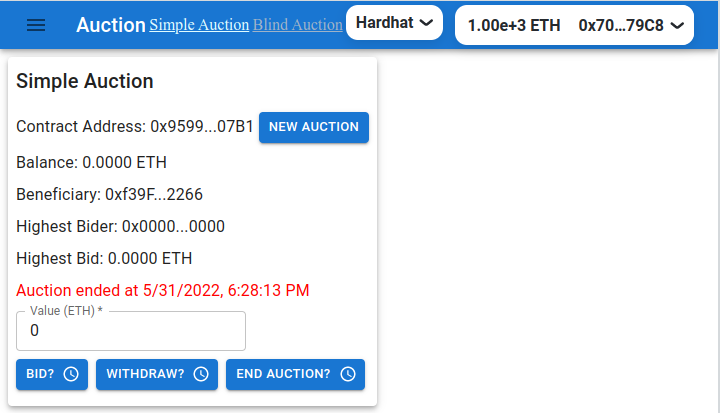 Auction Simple Auction Blind Auction Hardhat 1.00e+3 ETH 0x70...79C8
Simple Auction
Contract Address: 0x9599...07B1 NEW AUCTION
Balance: 0.0000 ETH
Beneficiary: 0xf39F...2266
Highest Bider: 0x0000...0000
Highest Bid: 0.0000 ETH
Auction ended at 5/31/2022, 6:28:13 PM
Value (ETH) *
0
BID? WITHDRAW? END AUCTION?